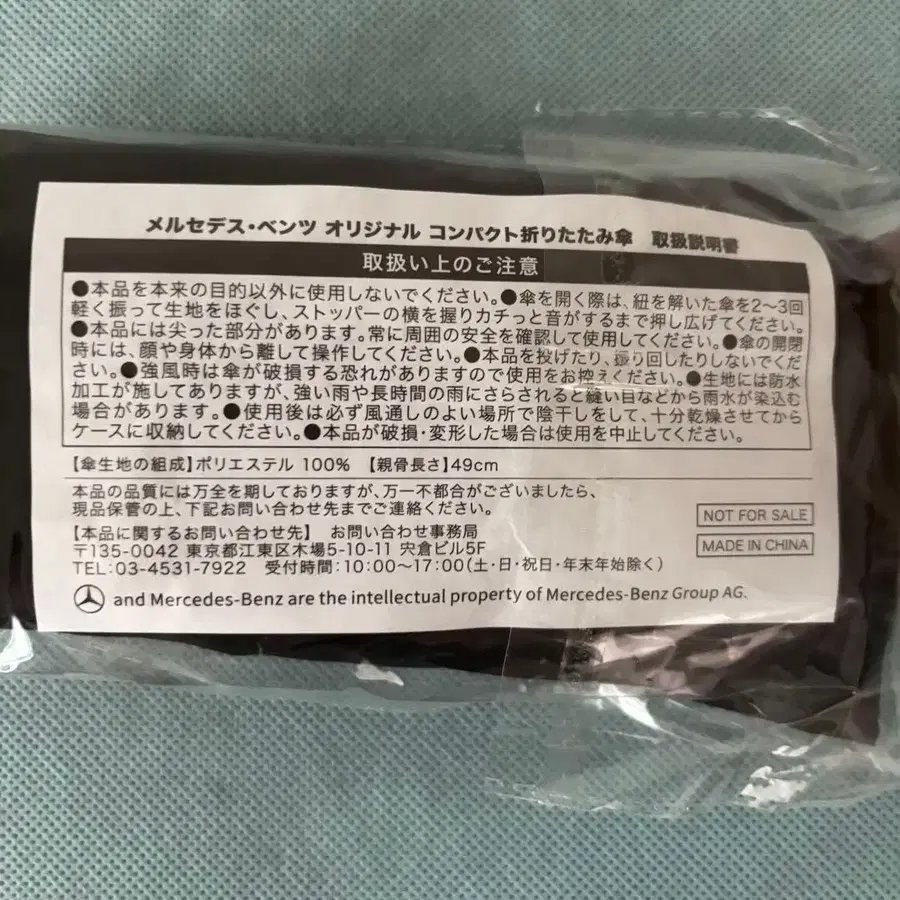 メルセデス・ベンツ オリジナル コンパクト折りたたみ傘 取扱説明書
取扱い上のご注意
●本品を本来の目的以外に使用しないでください。●傘を開く際は、紐を解いた傘を2〜3回
軽く振って生地をほぐし、ストッパーの横を握りカチっと音がするまで押し広げてください。
●本品には尖った部分があります。常に周囲の安全を確認して使用してください。●傘の開閉
時には、顔や身体から離して操作してください。●本品を投げたり、振り回したりしないでくだ
さい。●強風時は傘が破損する恐れがありますので使用をお控えください。●生地には防水
加工が施してありますが、強い雨や長時間の雨にさらされると縫い目などから雨水が染込む
場合があります。●使用後は必ず風通しのよい場所で陰干しをして、十分乾燥させてから
ケースに収納してください。●本品が破損・変形した場合は使用を中止してください。
【傘生地の組成】ポリエステル 100% 【親骨長さ】49cm
本品の品質には万全を期しておりますが、万一不都合がございましたら、
現品保管の上、下記お問い合わせ先までご連絡ください。
【本品に関するお問い合わせ先】 お問い合わせ事務局
〒135-0042 東京都江東区木場5-10-11 宍倉ビル5F
TEL:03-4531-7922 受付時間:10:00〜17:00(土・日・祝日・年末年始除く)
NOT FOR SALE
MADE IN CHINA
and Mercedes-Benz are the intellectual property of Mercedes-Benz Group AG.